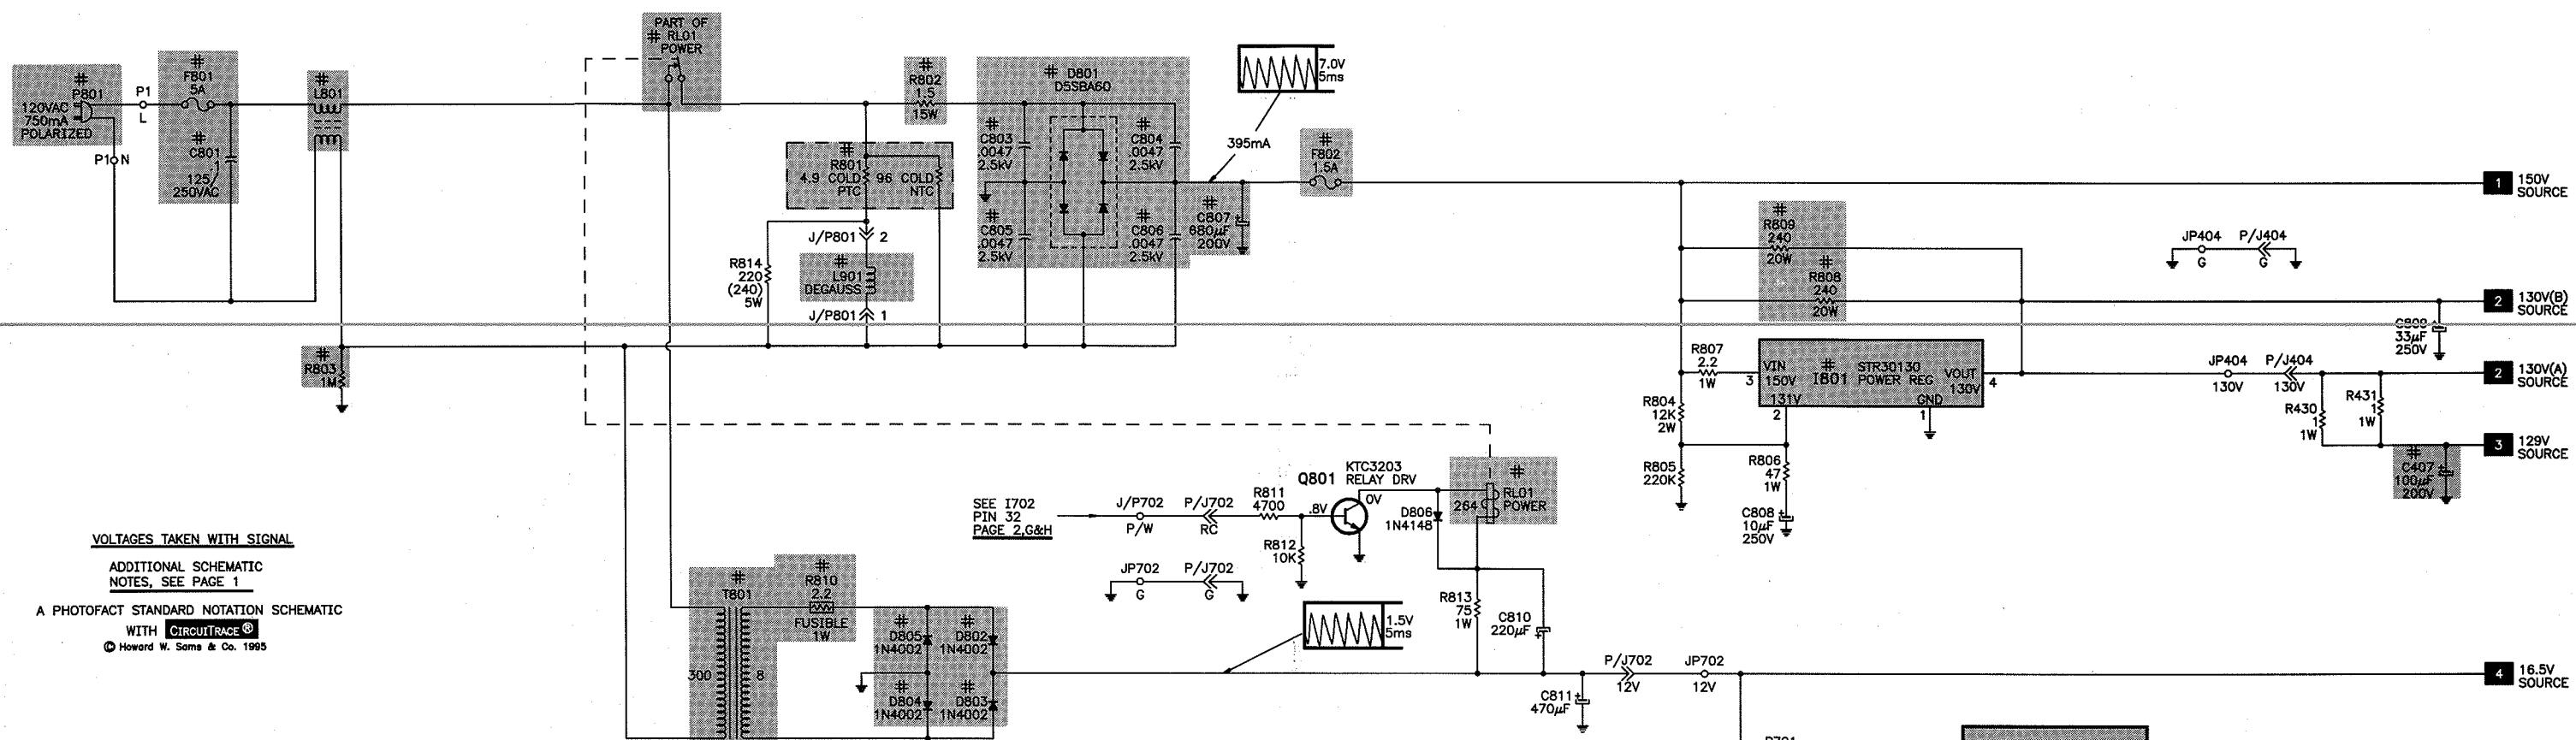 #
P801
120VAC
750mA
POLARIZED
P1
L
P1 N
#
F801
5A
#
C801
.1
125/
250VAC
#
L801
#
R803
1M
PART OF
# RL01
POWER
#
R802
1.5
15W
#
R801
4.9 COLD
PTC
96 COLD
NTC
J/P801 2
R814
220
(240)
5W
#
L901
DEGAUSS
J/P801 1
# D801
D5SBA60
#
C803
.0047
2.5kV
#
C804
.0047
2.5kV
#
C805
.0047
2.5kV
#
C806
.0047
2.5kV
7.0V
5ms
395mA
#
C807
680µF
200V
#
F802
1.5A
1 150V
SOURCE
#
R809
240
20W
#
R808
240
20W
JP404 P/J404
G G
2 130V(B)
SOURCE
C809
33µF
250V
R807
2.2
1W
3
VIN
150V
#
I801
STR30130
POWER REG
VOUT
130V
4
131V
2
GND
1
JP404 P/J404
130V 130V
2 130V(A)
SOURCE
R430
1
1W
R431
1
1W
3 129V
SOURCE
#
C407
100µF
200V
R804
12K
2W
R805
220K
R806
47
1W
C808
10µF
250V
SEE I702
PIN 32
PAGE 2,G&H
J/P702 P/J702
P/W RC
R811
4700
R812
10K
Q801
KTC3203
RELAY DRV
.8V
0V
D806
1N4148
#
264 RL01
POWER
JP702 P/J702
G G
R813
75
1W
C810
220µF
1.5V
5ms
VOLTAGES TAKEN WITH SIGNAL
ADDITIONAL SCHEMATIC
NOTES, SEE PAGE 1
A PHOTOFACT STANDARD NOTATION SCHEMATIC
WITH CIRCUITRACE®
© Howard W. Sams & Co. 1995
#
T801
300 8
#
R810
2.2
FUSIBLE
1W
#
D805
1N4002
#
D802
1N4002
#
D804
1N4002
#
D803
1N4002
C811
470µF
P/J702 JP702
12V 12V
4 16.5V
SOURCE